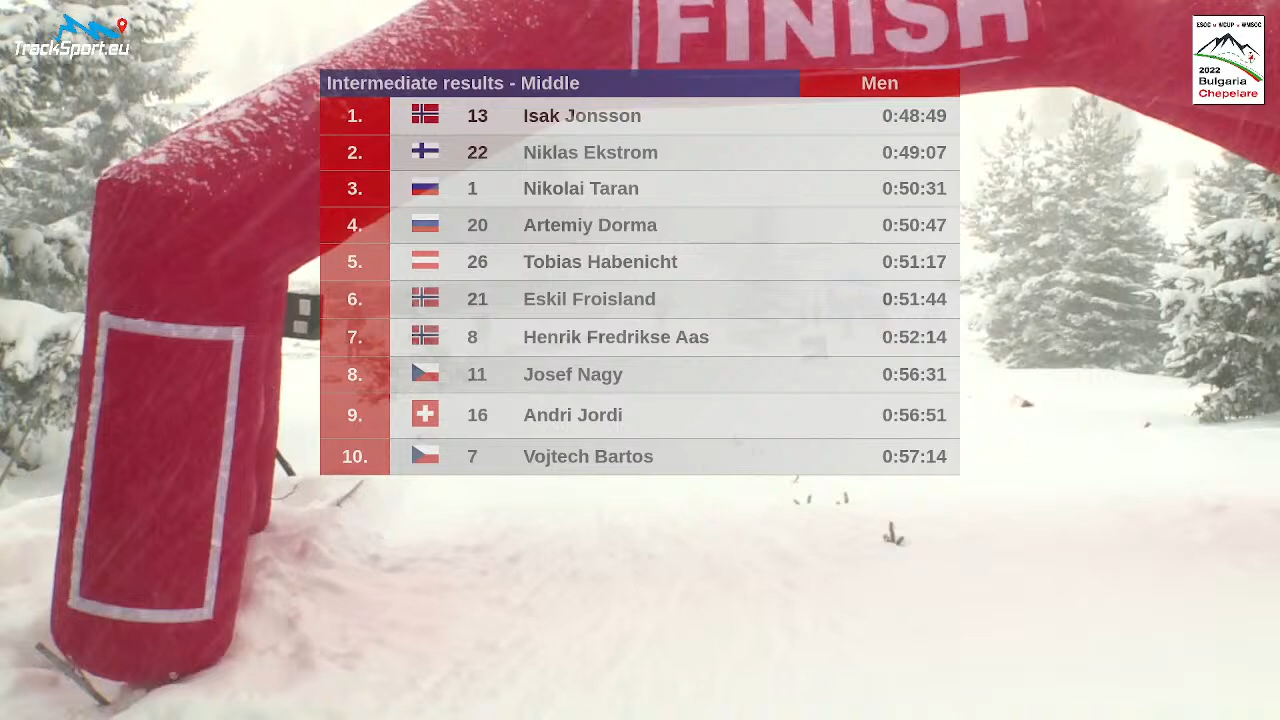 FINISH
TrackSport.eu
ESOC • WCUP • WMSOC
2022
Bulgaria
Chepelare
Intermediate results - Middle Men
1. 13 Isak Jonsson 0:48:49
2. 22 Niklas Ekstrom 0:49:07
3. 1 Nikolai Taran 0:50:31
4. 20 Artemiy Dorma 0:50:47
5. 26 Tobias Habenicht 0:51:17
6. 21 Eskil Froisland 0:51:44
7. 8 Henrik Fredrikse Aas 0:52:14
8. 11 Josef Nagy 0:56:31
9. 16 Andri Jordi 0:56:51
10. 7 Vojtech Bartos 0:57:14